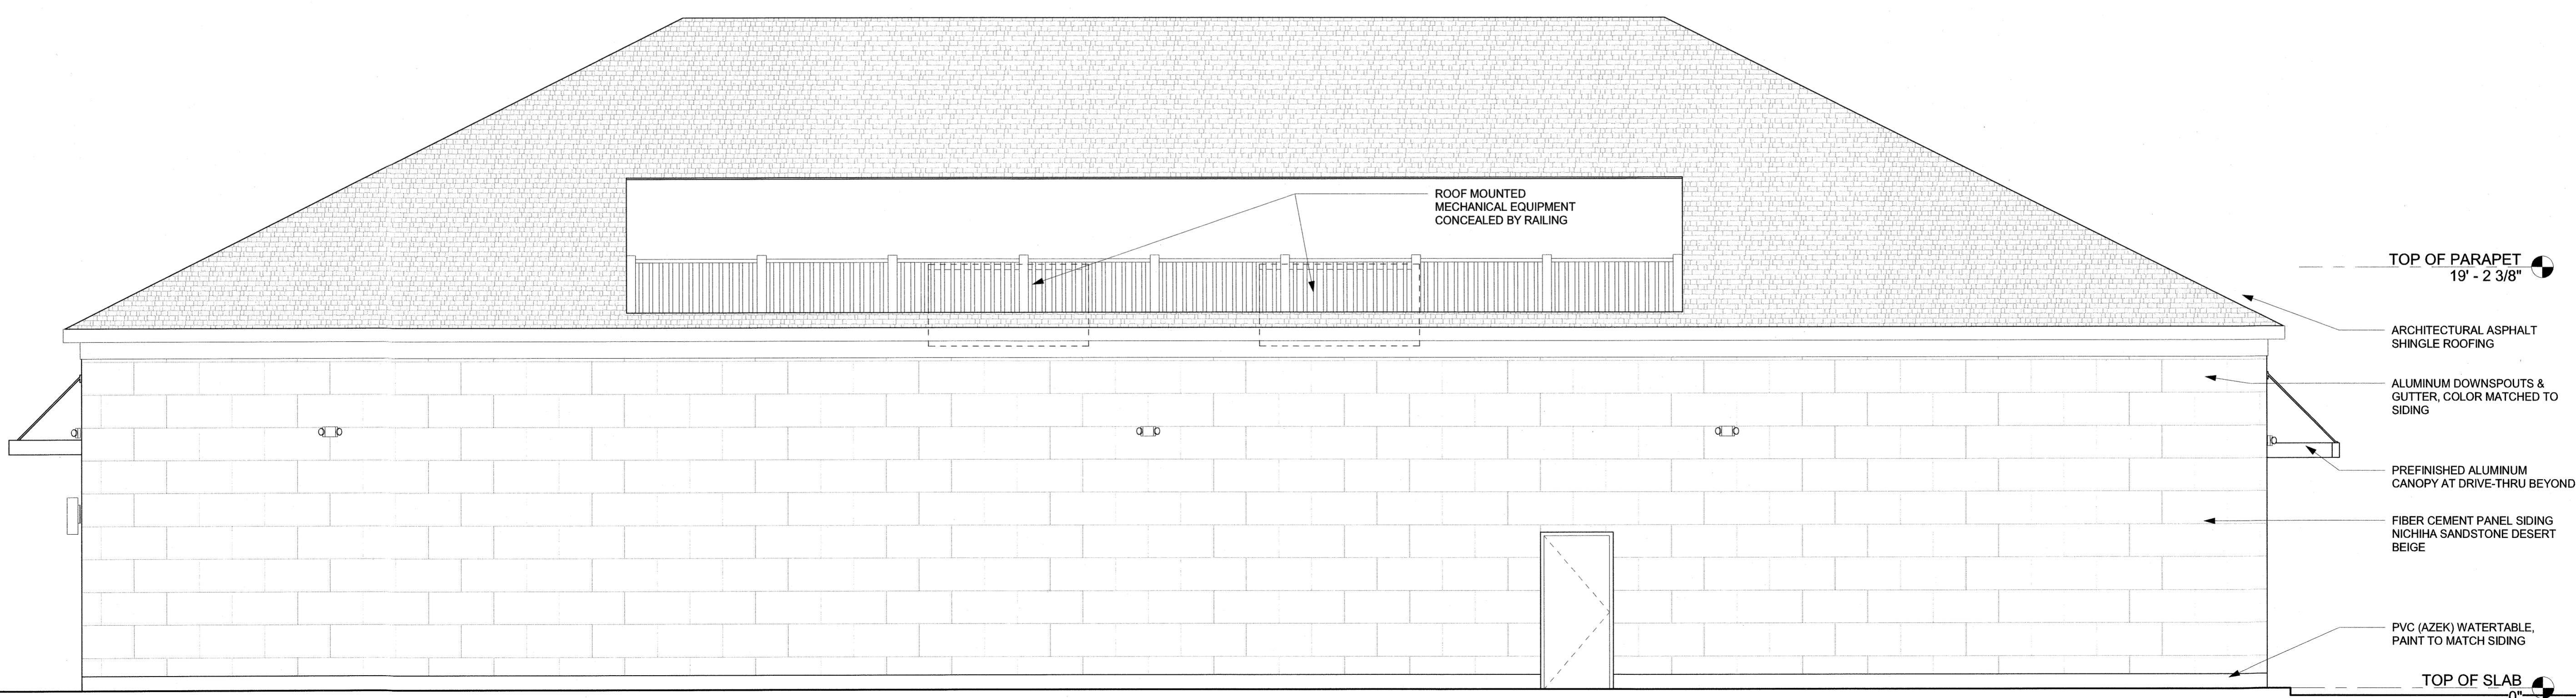 ROOF MOUNTED
MECHANICAL EQUIPMENT
CONCEALED BY RAILING
TOP OF PARAPET
19' - 2 3/8"
ARCHITECTURAL ASPHALT
SHINGLE ROOFING
ALUMINUM DOWNSPOUTS &
GUTTER, COLOR MATCHED TO
SIDING
PREFINISHED ALUMINUM
CANOPY AT DRIVE-THRU BEYOND
FIBER CEMENT PANEL SIDING
NICHIHA SANDSTONE DESERT
BEIGE
PVC (AZEK) WATERTABLE,
PAINT TO MATCH SIDING
TOP OF SLAB
0"